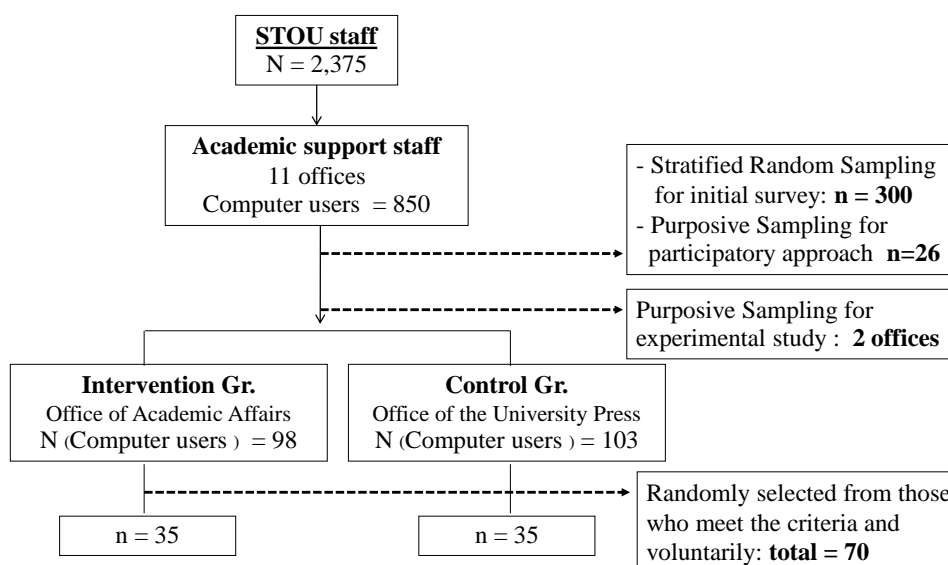 STOU staff
N = 2,375
Academic support staff
11 offices
Computer users = 850
- Stratified Random Sampling
for initial survey: n = 300
- Purposive Sampling for
participatory approach n=26
Purposive Sampling for
experimental study : 2 offices
Intervention Gr.
Office of Academic Affairs
N (Computer users ) = 98
Control Gr.
Office of the University Press
N (Computer users ) = 103
Randomly selected from those
who meet the criteria and
voluntarily: total = 70
n = 35
n = 35